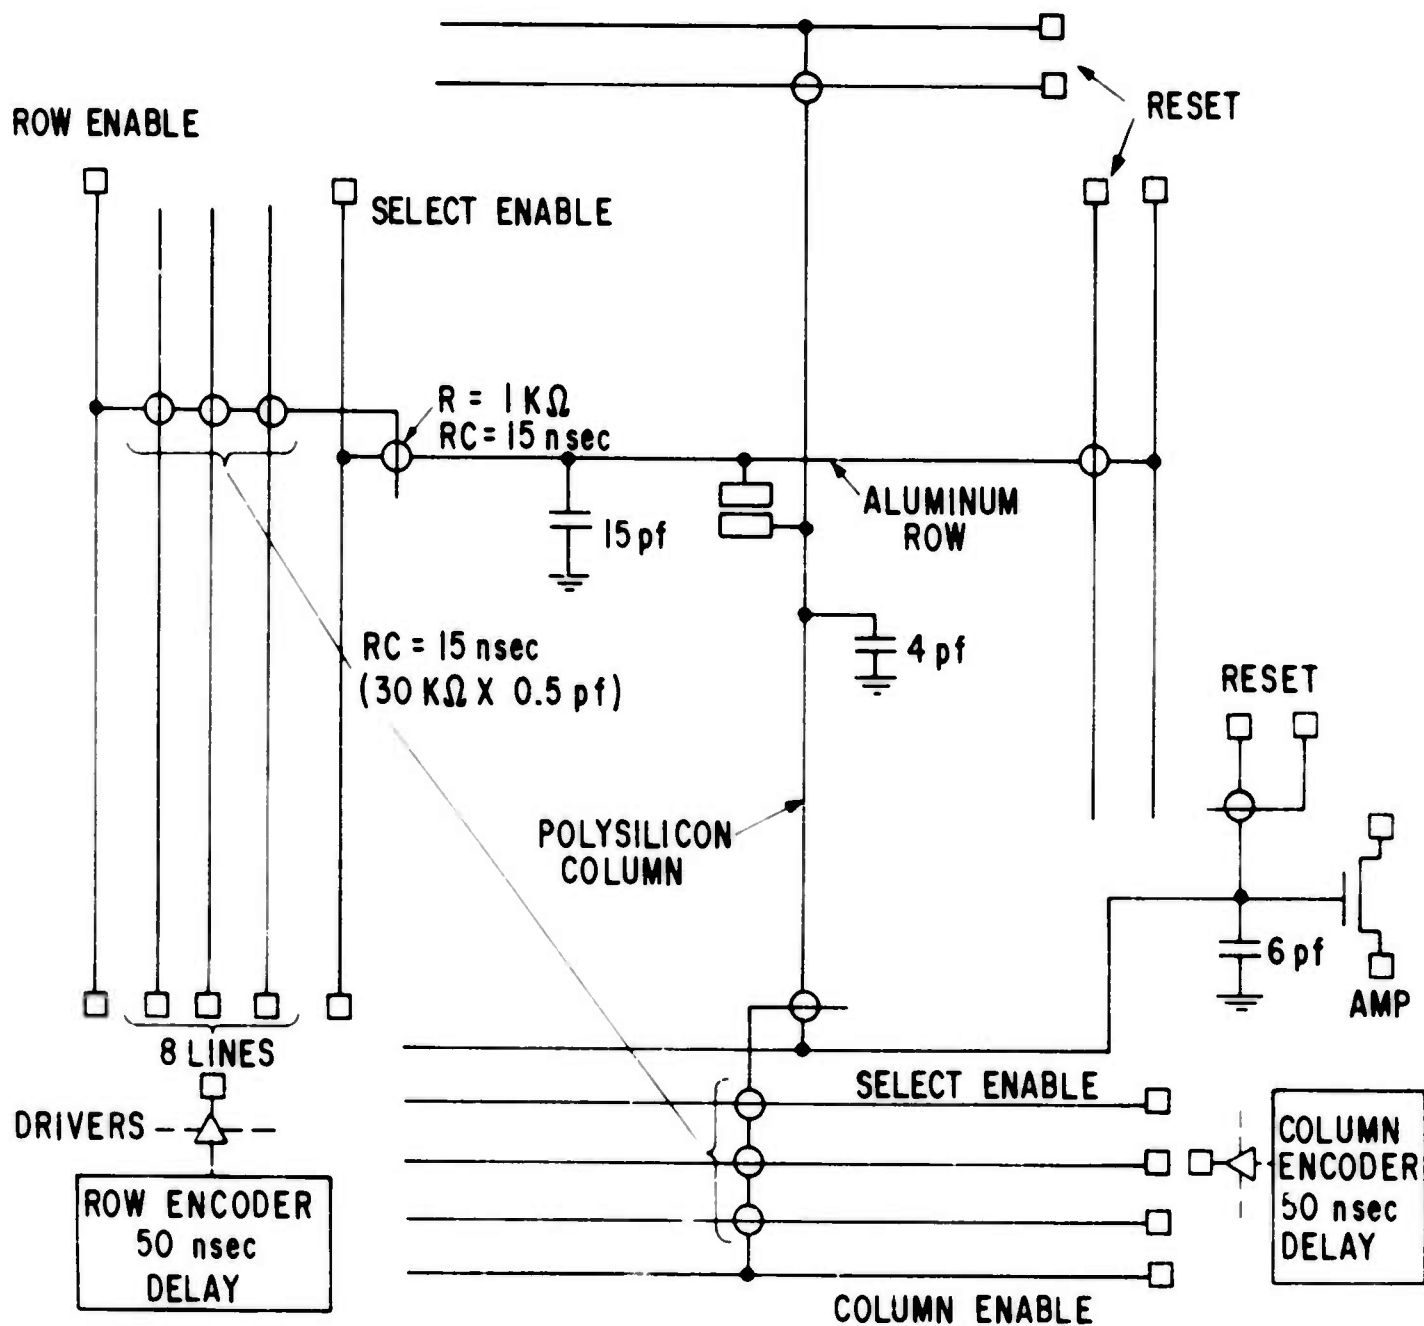 RESET
ROW ENABLE
SELECT ENABLE
R = 1 KΩ
RC = 15 nsec
ALUMINUM
ROW
15 pf
RC = 15 nsec
(30 KΩ X 0.5 pf)
4 pf
RESET
POLYSILICON
COLUMN
6 pf
AMP
8 LINES
SELECT ENABLE
DRIVERS
COLUMN
ENCODER
50 nsec
DELAY
ROW ENCODER
50 nsec
DELAY
COLUMN ENABLE